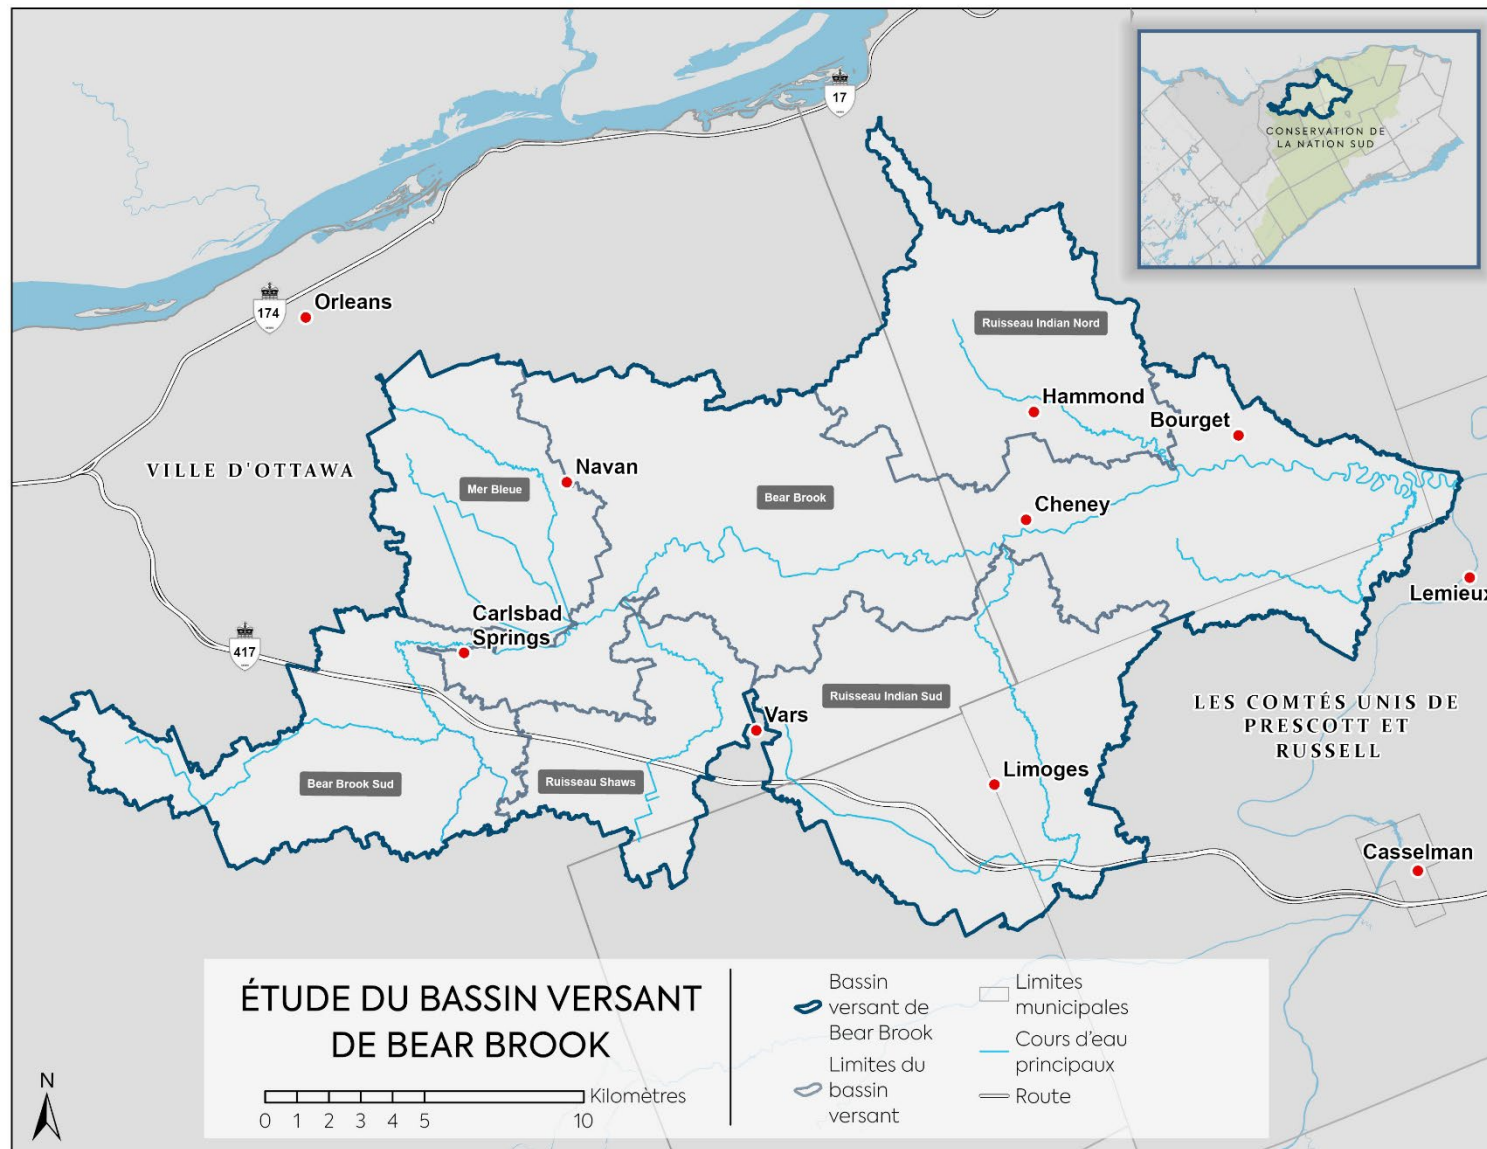 17
CONSERVATION DE
LA NATION SUD
174
Orleans
Ruisseau Indian Nord
Hammond
Bourget
VILLE D'OTTAWA
Navan
Mer Bleue
Bear Brook
Cheney
Lemieux
Carlsbad
Springs
417
Ruisseau Indian Sud
LES COMTÉS UNIS DE
PRESCOTT ET
RUSSELL
Vars
Limoges
Bear Brook Sud
Ruisseau Shaws
Casselman
ÉTUDE DU BASSIN VERSANT
DE BEAR BROOK
Kilomètres
0 1 2 3 4 5 10
N
Bassin
versant de
Bear Brook
Limites du
bassin
versant
Limites
municipales
Cours d'eau
principaux
Route